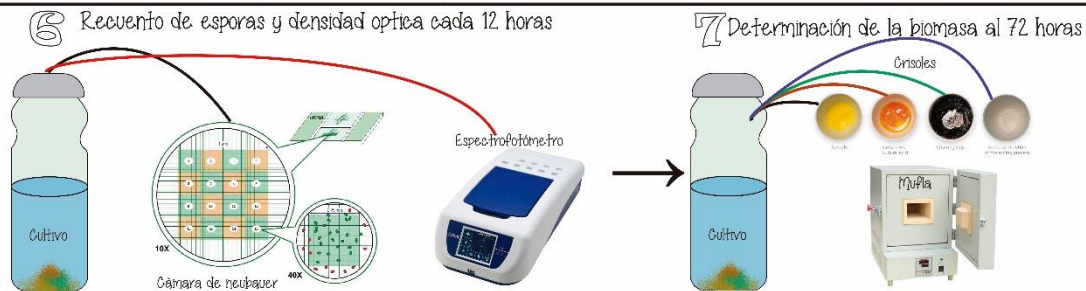 6 Recuento de esporas y densidad optica cada 12 horas
Cultivo
10X
40X
Cámara de neubauer
Espectrofotómetro
7 Determinación de la biomasa al 72 horas
Crisoles
Mufla
Cultivo